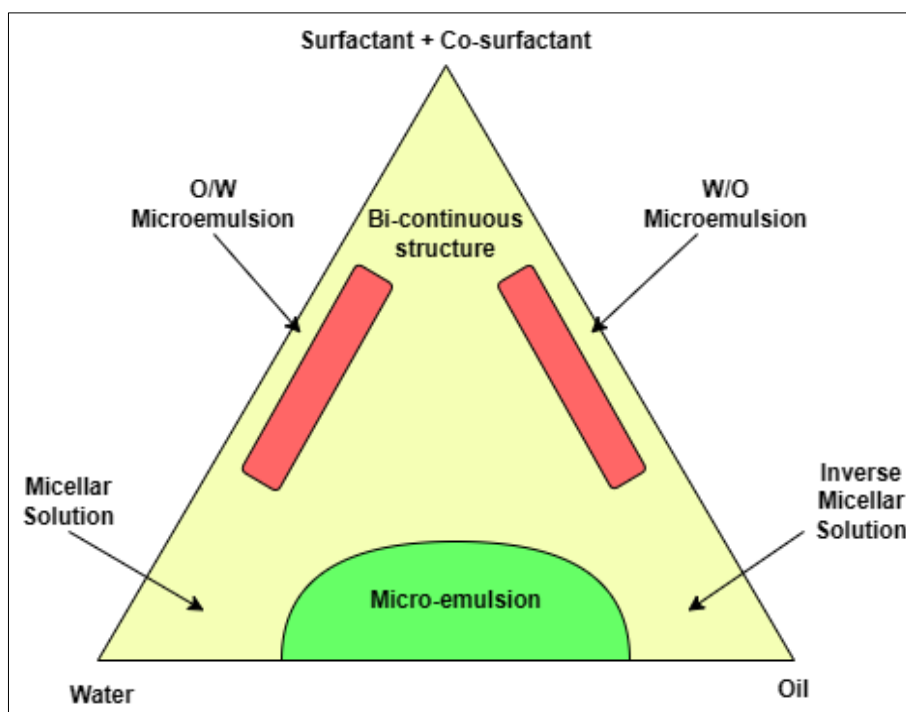 Surfactant + Co-surfactant
O/W
Microemulsion
W/O
Microemulsion
Bi-continuous
structure
Micellar
Solution
Inverse
Micellar
Solution
Micro-emulsion
Water
Oil